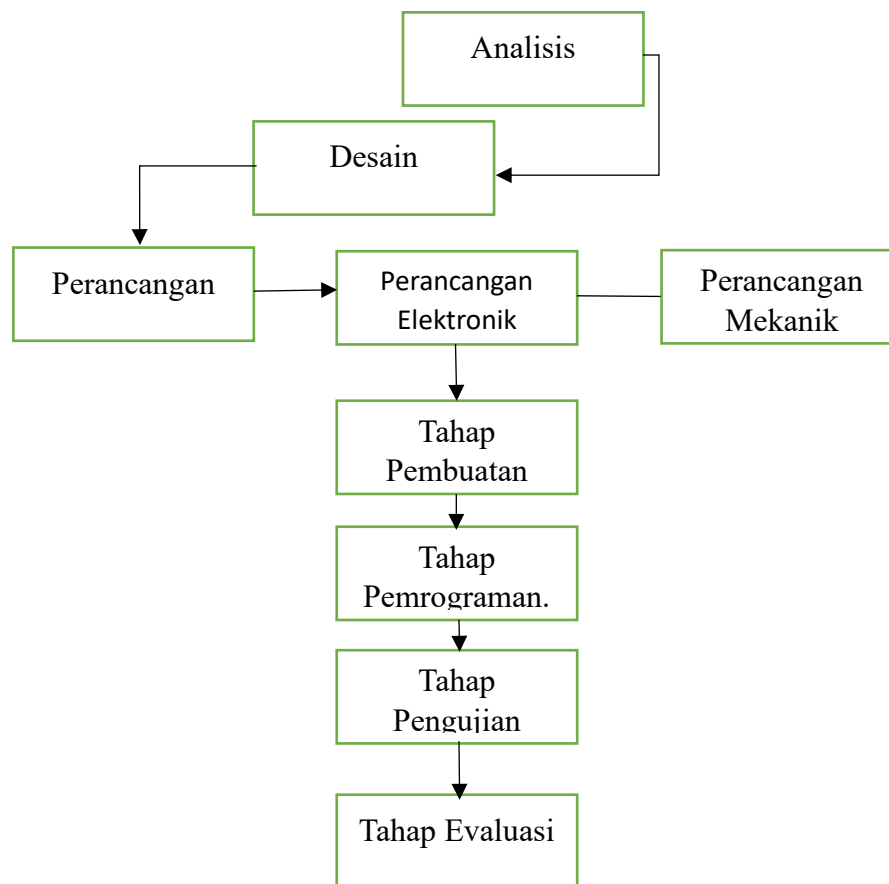 Analisis
Desain
Perancangan
Perancangan
Elektronik
Perancangan
Mekanik
Tahap
Pembuatan
Tahap
Pemrograman.
Tahap
Pengujian
Tahap Evaluasi